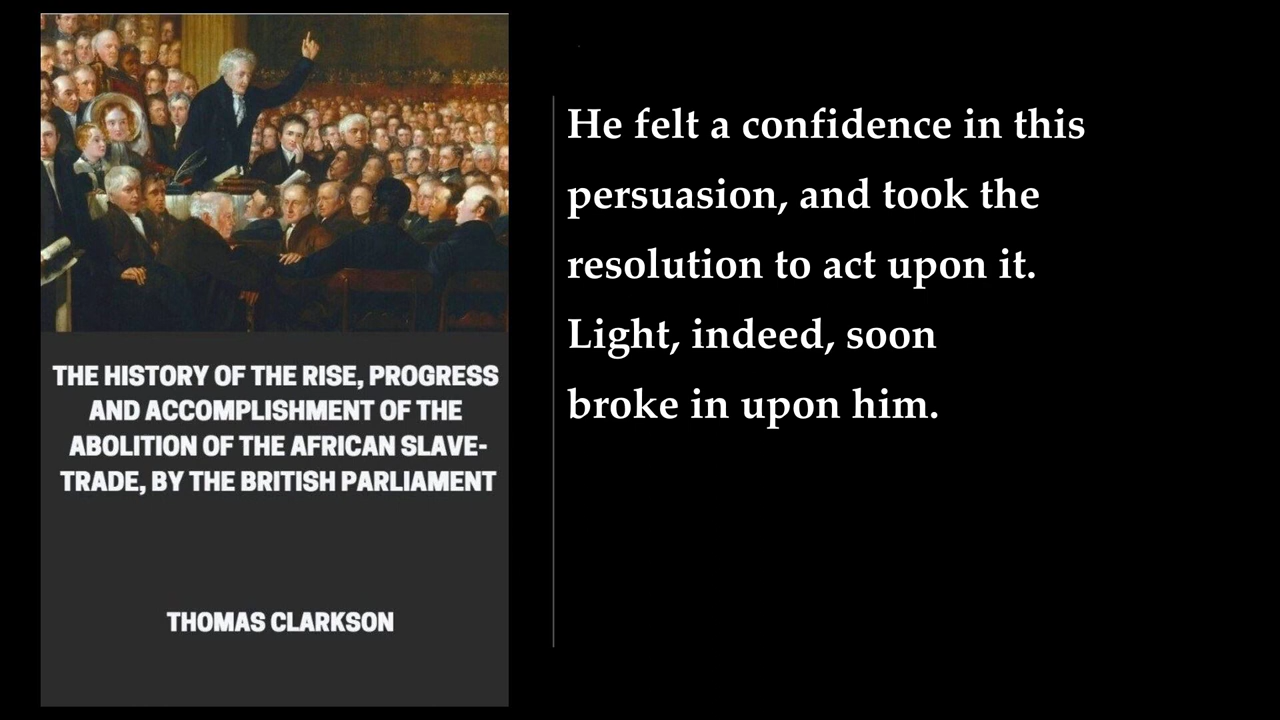 THE HISTORY OF THE RISE, PROGRESS
AND ACCOMPLISHMENT OF THE
ABOLITION OF THE AFRICAN SLAVE-
TRADE, BY THE BRITISH PARLIAMENT
THOMAS CLARKSON
He felt a confidence in this
persuasion, and took the
resolution to act upon it.
Light, indeed, soon
broke in upon him.